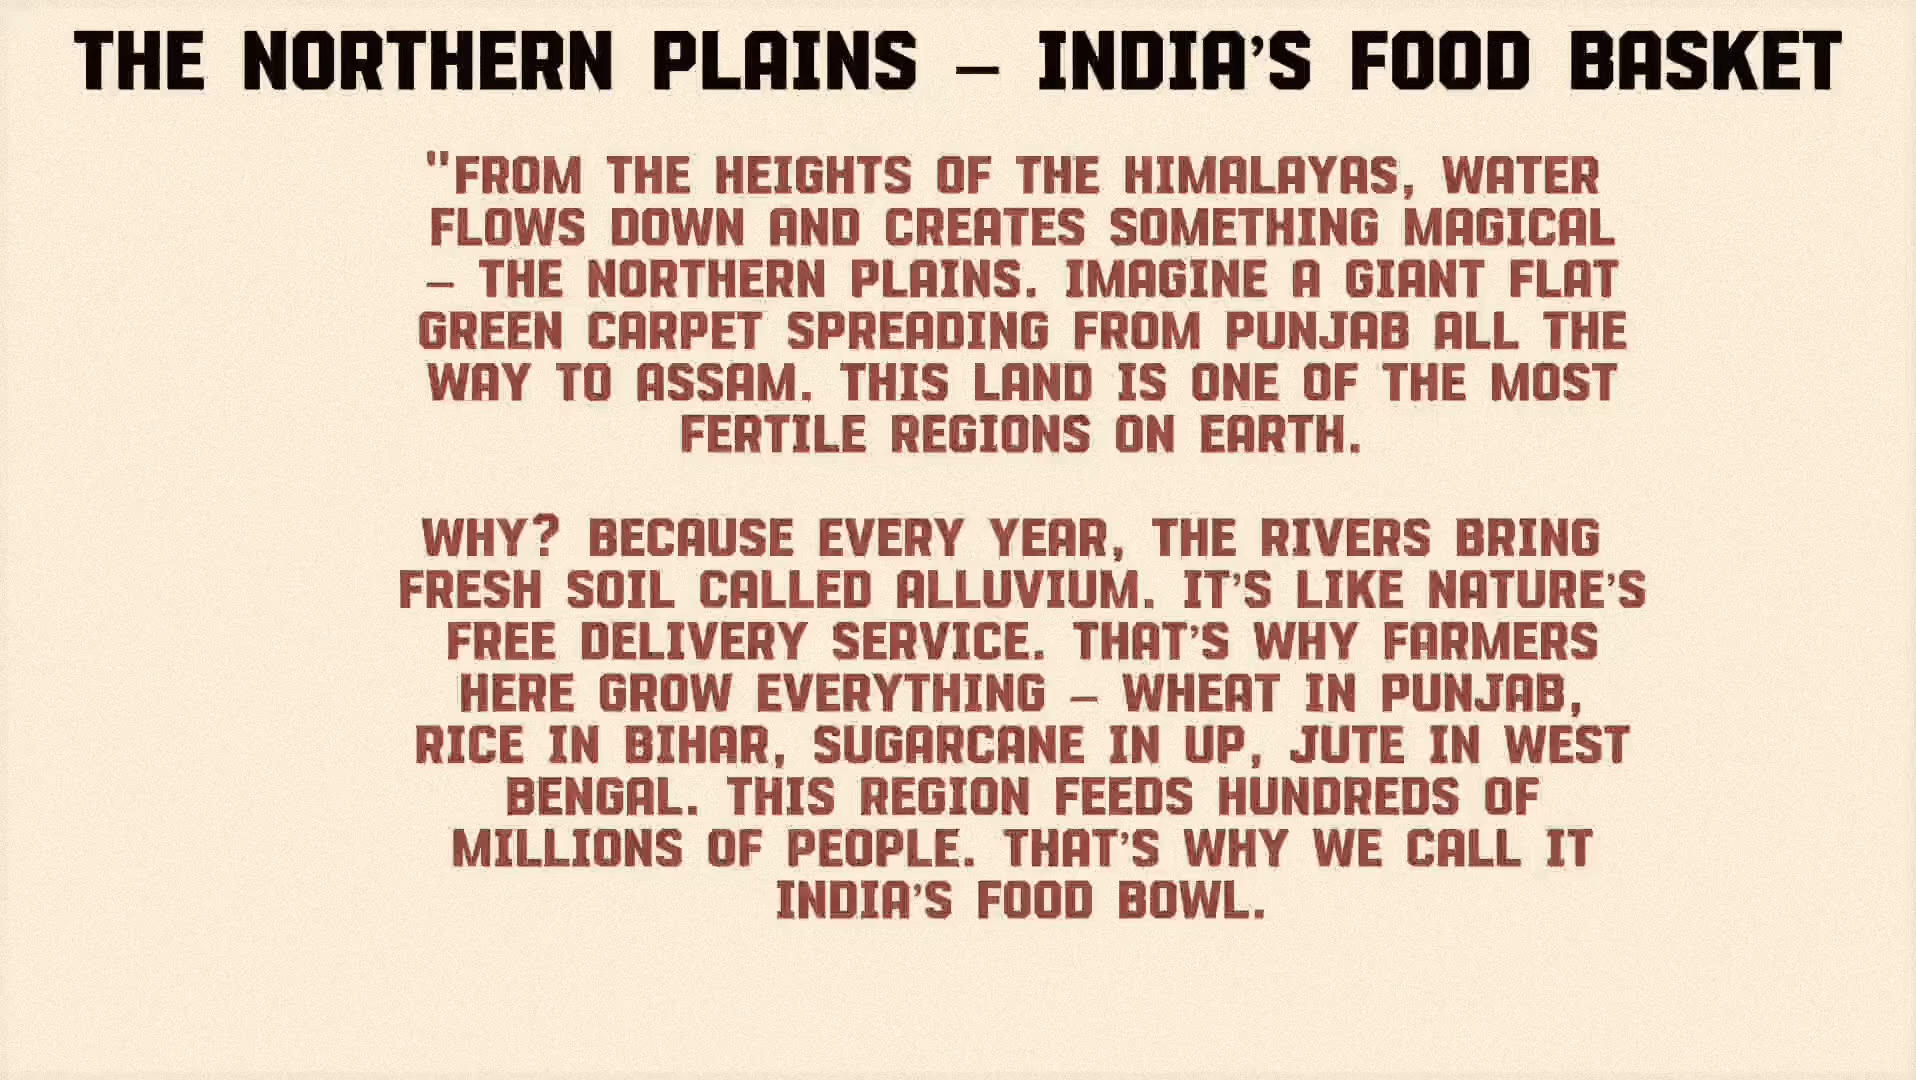 THE NORTHERN PLAINS – INDIA’S FOOD BASKET
"FROM THE HEIGHTS OF THE HIMALAYAS, WATER
FLOWS DOWN AND CREATES SOMETHING MAGICAL
– THE NORTHERN PLAINS. IMAGINE A GIANT FLAT
GREEN CARPET SPREADING FROM PUNJAB ALL THE
WAY TO ASSAM. THIS LAND IS ONE OF THE MOST
FERTILE REGIONS ON EARTH.
WHY? BECAUSE EVERY YEAR, THE RIVERS BRING
FRESH SOIL CALLED ALLUVIUM. IT’S LIKE NATURE’S
FREE DELIVERY SERVICE. THAT’S WHY FARMERS
HERE GROW EVERYTHING – WHEAT IN PUNJAB,
RICE IN BIHAR, SUGARCANE IN UP, JUTE IN WEST
BENGAL. THIS REGION FEEDS HUNDREDS OF
MILLIONS OF PEOPLE. THAT’S WHY WE CALL IT
INDIA’S FOOD BOWL.